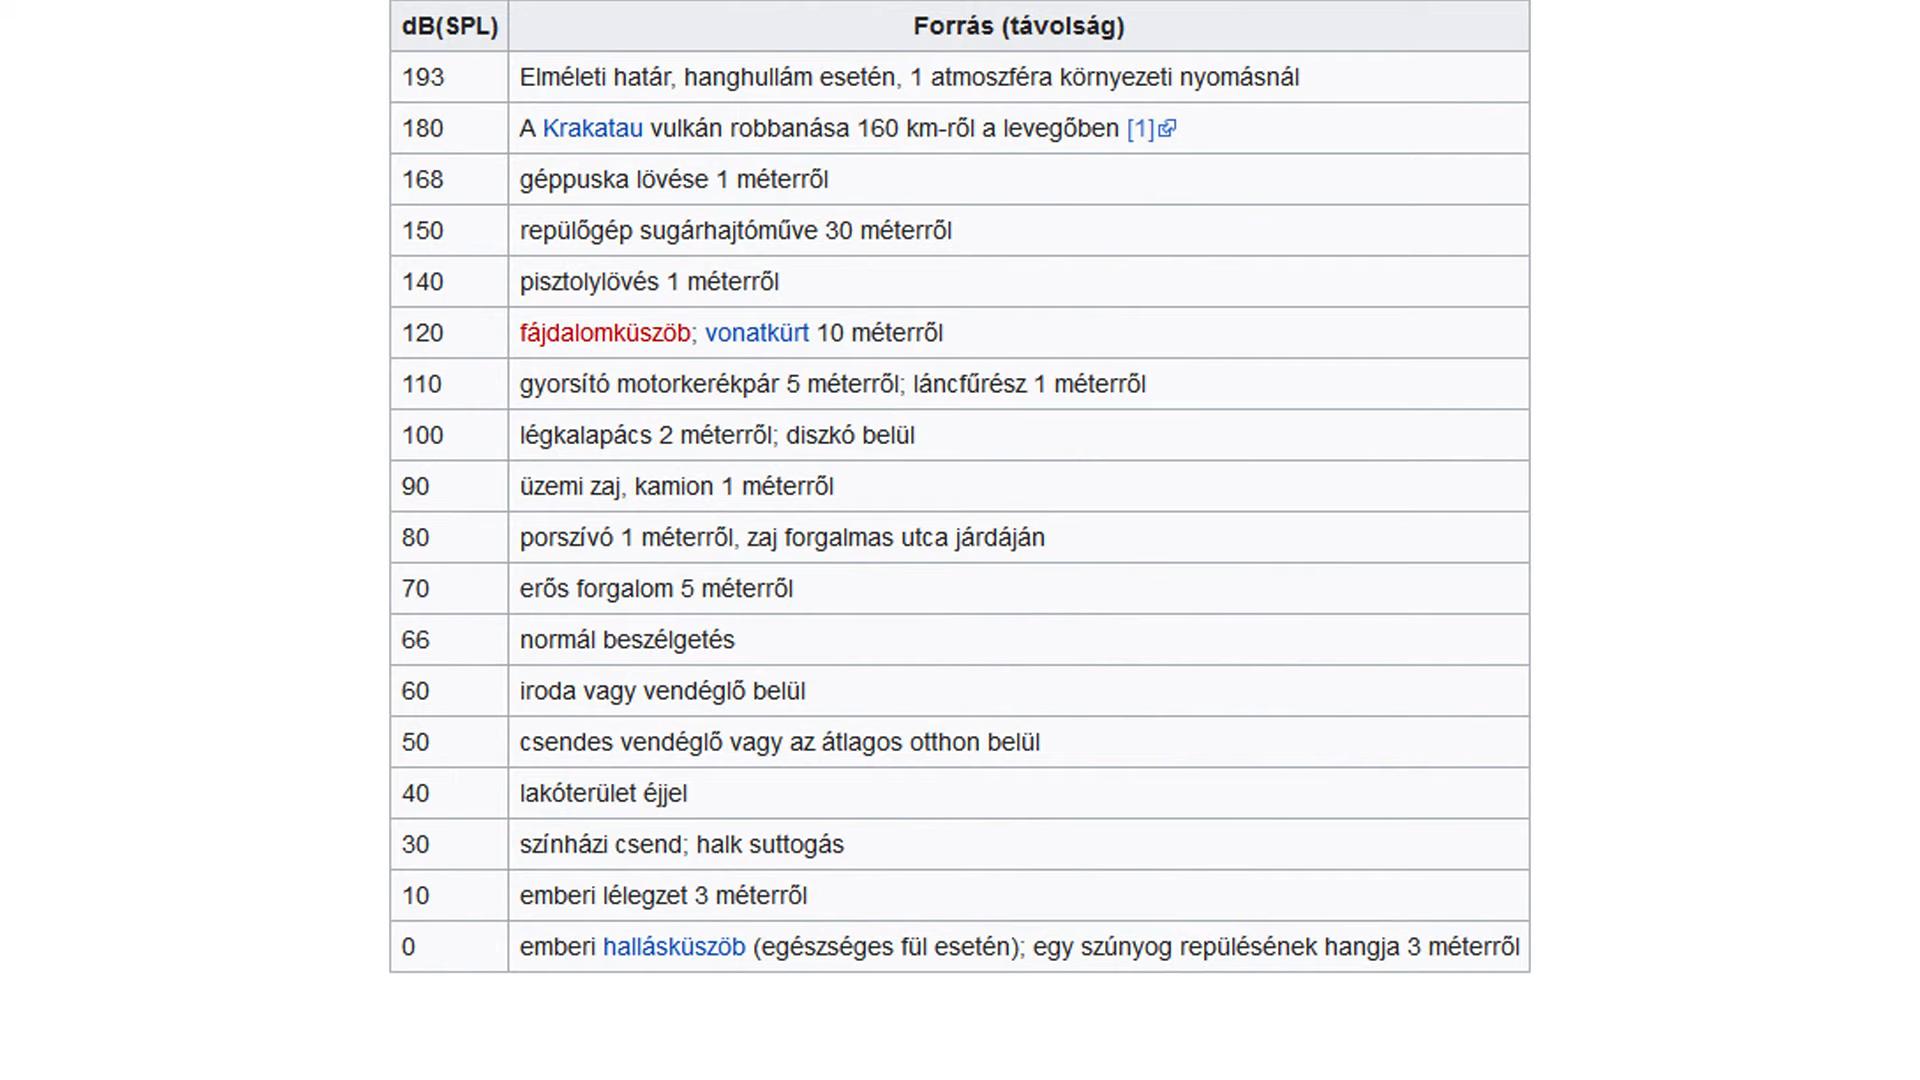 dB(SPL) Forrás (távolság)
193 Elméleti határ, hanghullám esetén, 1 atmoszféra környezeti nyomásnál
180 A Krakatau vulkán robbanása 160 km-ről a levegőben [1]
168 géppuska lövése 1 méterről
150 repülőgép sugárhajtóműve 30 méterről
140 pisztolylövés 1 méterről
120 fájdalomküszöb; vonatkürt 10 méterről
110 gyorsító motorkerékpár 5 méterről; láncfűrész 1 méterről
100 légkalapács 2 méterről; diszkó belül
90 üzemi zaj, kamion 1 méterről
80 porszívó 1 méterről, zaj forgalmas utca járdáján
70 erős forgalom 5 méterről
66 normál beszélgetés
60 iroda vagy vendéglő belül
50 csendes vendéglő vagy az átlagos otthon belül
40 lakóterület éjjel
30 színházi csend; halk suttogás
10 emberi lélegzet 3 méterről
0 emberi hallásküszöb (egészséges fül esetén); egy szúnyog repülésének hangja 3 méterről